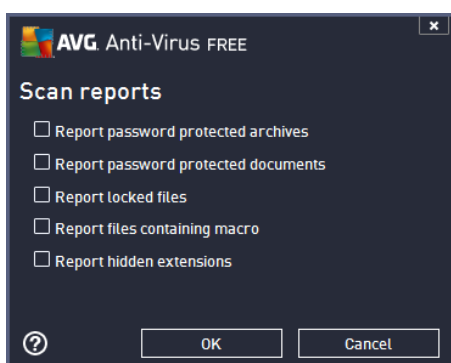 AVG. Anti-Virus FREE
Scan reports
Report password protected archives
Report password protected documents
Report locked files
Report files containing macro
Report hidden extensions
? OK Cancel